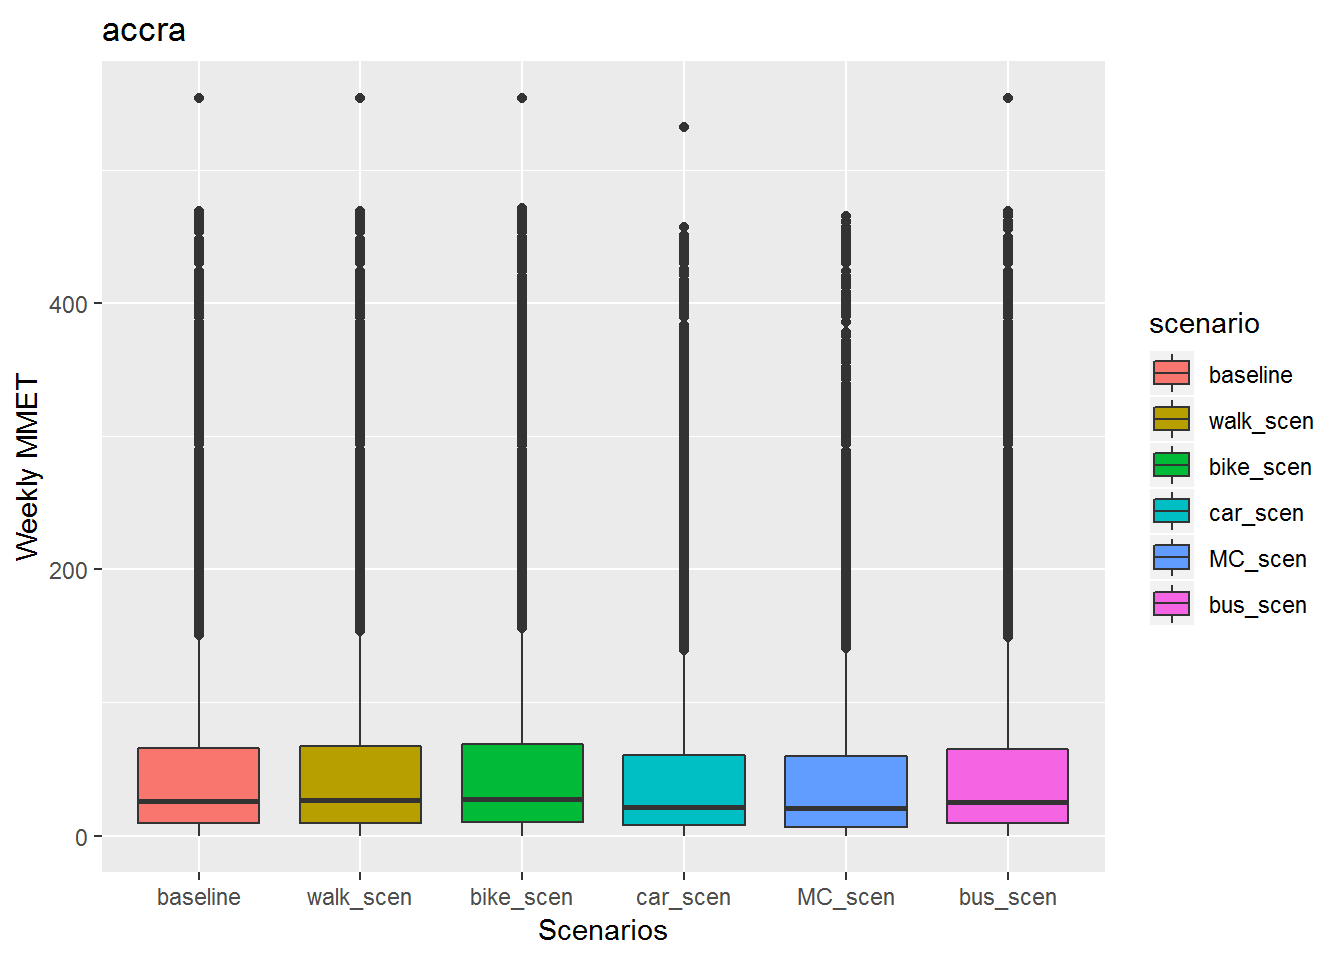 accra
Weekly MMET
400
200
0
baseline
walk_scen
bike_scen
car_scen
MC_scen
bus_scen
Scenarios
scenario
baseline
walk_scen
bike_scen
car_scen
MC_scen
bus_scen